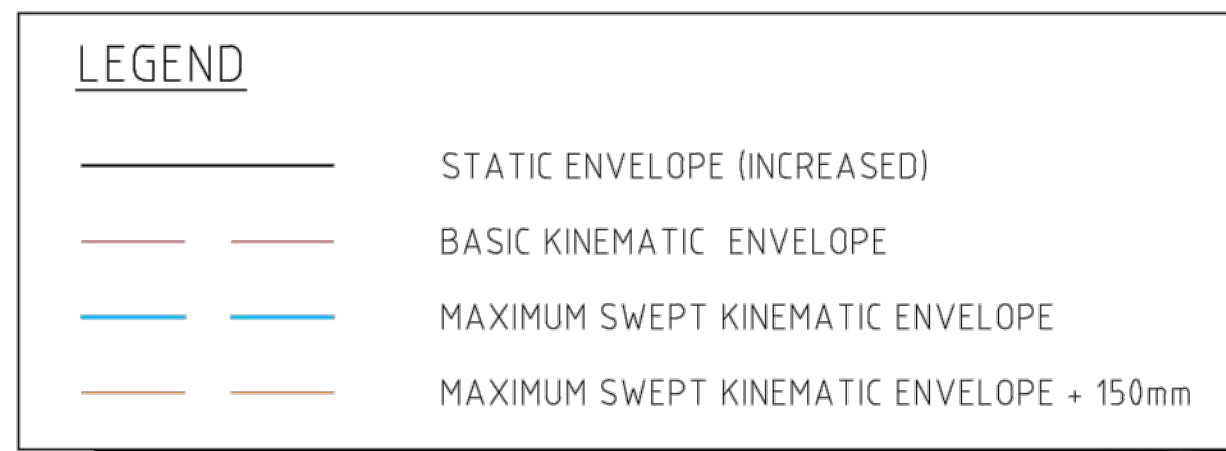 LEGEND
STATIC ENVELOPE (INCREASED)
BASIC KINEMATIC ENVELOPE
MAXIMUM SWEPT KINEMATIC ENVELOPE
MAXIMUM SWEPT KINEMATIC ENVELOPE + 150mm